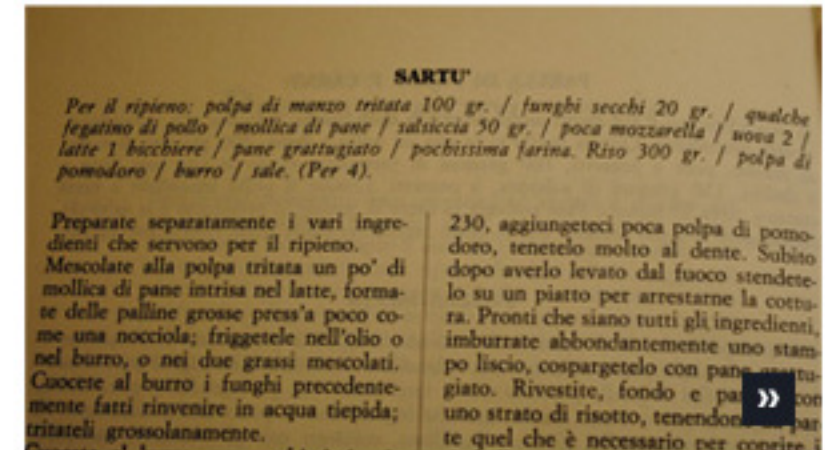 SARTU'
Per il ripieno: polpa di manzo tritata 100 gr. / funghi secchi 20 gr. / qualche
fegatino di pollo / mollica di pane / salsiccia 50 gr. / poca mozzarella / uova 2 /
latte 1 bicchiere / pane grattugiato / pochissima farina. Riso 300 gr. / polpa di
pomodoro / burro / sale. (Per 4).
Preparate separatamente i vari ingre-
dienti che servono per il ripieno.
Mescolate alla polpa tritata un po' di
mollica di pane intrisa nel latte, forma-
te delle palline grosse press'a poco co-
me una nocciola; friggetele nell'olio o
nel burro, o nei due grassi mescolati.
Cuocete al burro i funghi precedente-
mente fatti rinvenire in acqua tiepida;
tritateli grossolanamente.
230, aggiungeteci poca polpa di pomo-
doro, tenetelo molto al dente. Subito
dopo averlo levato dal fuoco stendete-
lo su un piatto per arrestarne la cottu-
ra. Pronti che siano tutti gli ingredienti,
imburrate abbondantemente uno stam-
po liscio, cospargetelo con pane grattu-
giato. Rivestite, fondo e con
uno strato di risotto, tenendone da par-
te quel che è necessario per coprire i